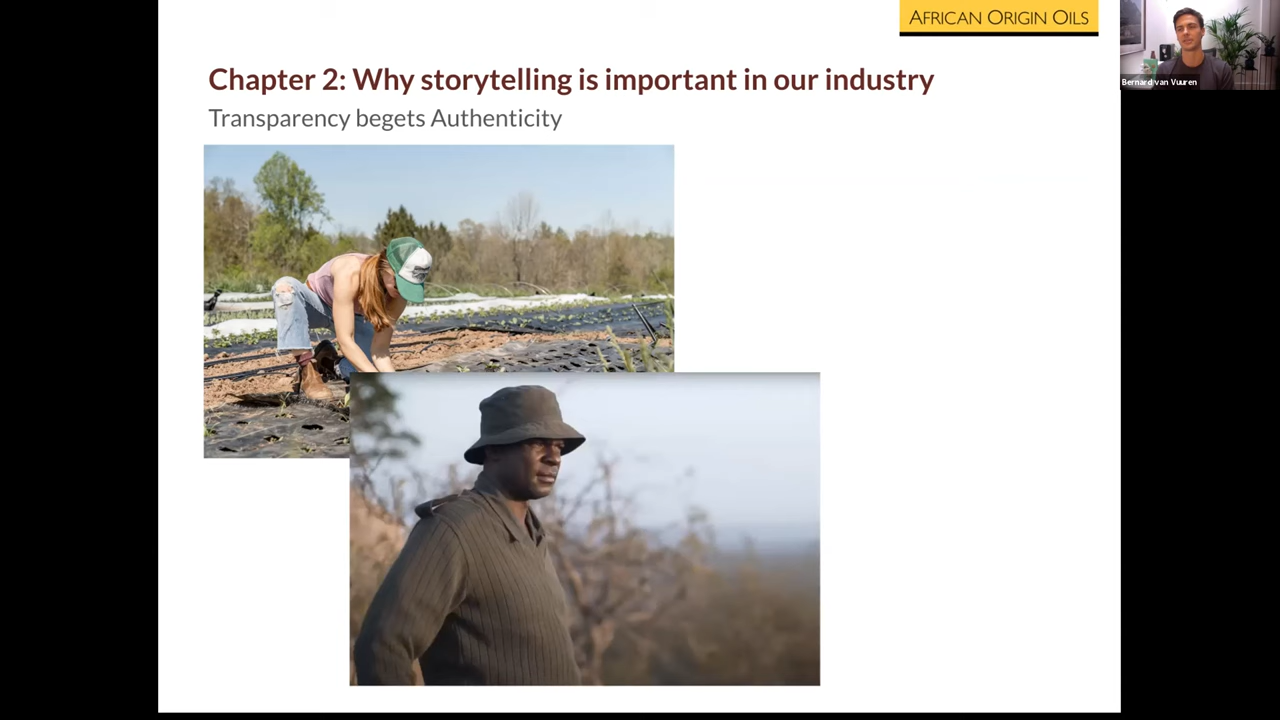 AFRICAN ORIGIN OILS
Bernard van Vuuren
Chapter 2: Why storytelling is important in our industry
Transparency begets Authenticity